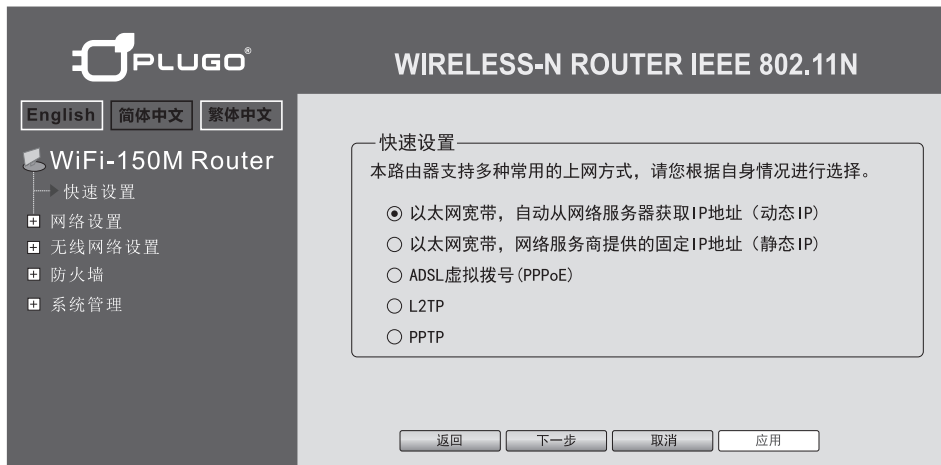 PLUGO®
WIRELESS-N ROUTER IEEE 802.11N
English 简体中文 繁体中文
WiFi-150M Router
快速设置
网络设置
无线网络设置
防火墙
系统管理
快速设置
本路由器支持多种常用的上网方式，请您根据自身情况进行选择。
以太网宽带，自动从网络服务器获取IP地址（动态IP）
以太网宽带，网络服务商提供的固定IP地址（静态IP）
ADSL虚拟拨号(PPPoE)
L2TP
PPTP
返回 下一步 取消 应用